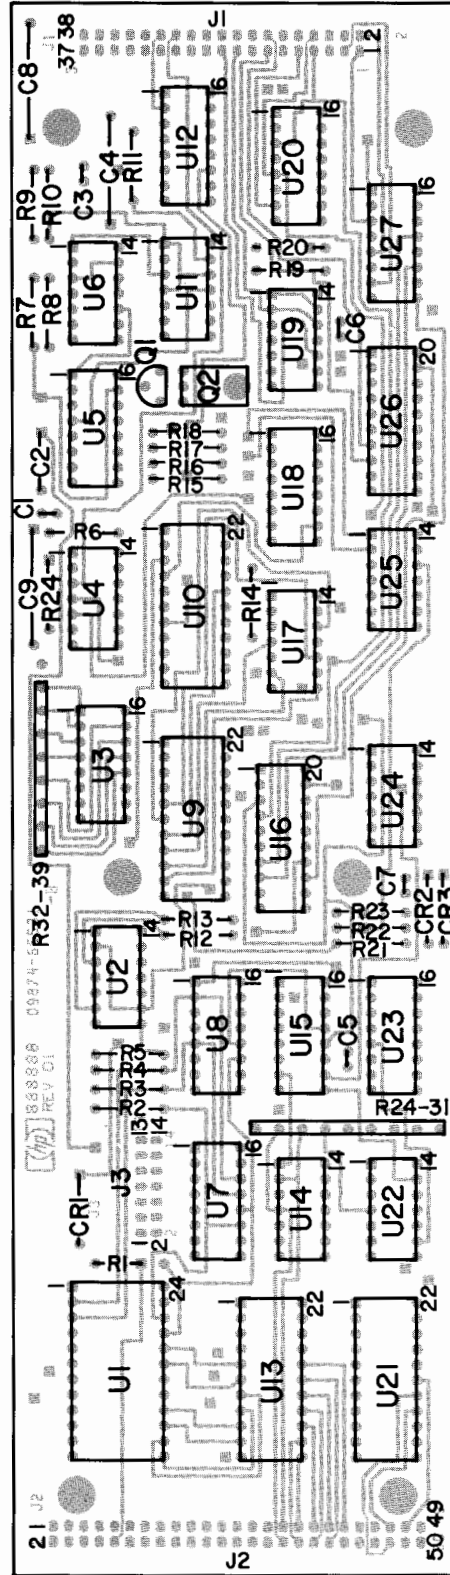 J1
37 38
1 2
C8
U12
16
U20
16
R9
R10
C3
C4
R11
U27
16
R20
R19
R7
R8
U6
14
U11
14
U19
14
C6
Q1
Q2
U5
16
U26
20
R18
R17
R16
R15
U18
16
C2
C1
R6
C9
R24
U4
14
U10
22
R14
U17
14
U25
14
U3
16
U9
22
U16
20
U24
14
R32-39
C7
R23
R22
R21
CR2
CR3
R13
R12
U2
14
U8
16
U15
16
C5
U23
16
R4
R3
R2
R24-31
13
14
J3
1
2
U7
16
U14
14
U22
14
CR1
R1
U1
24
U13
22
U21
22
hp
REV C1
2 1
J2
J2
50 49